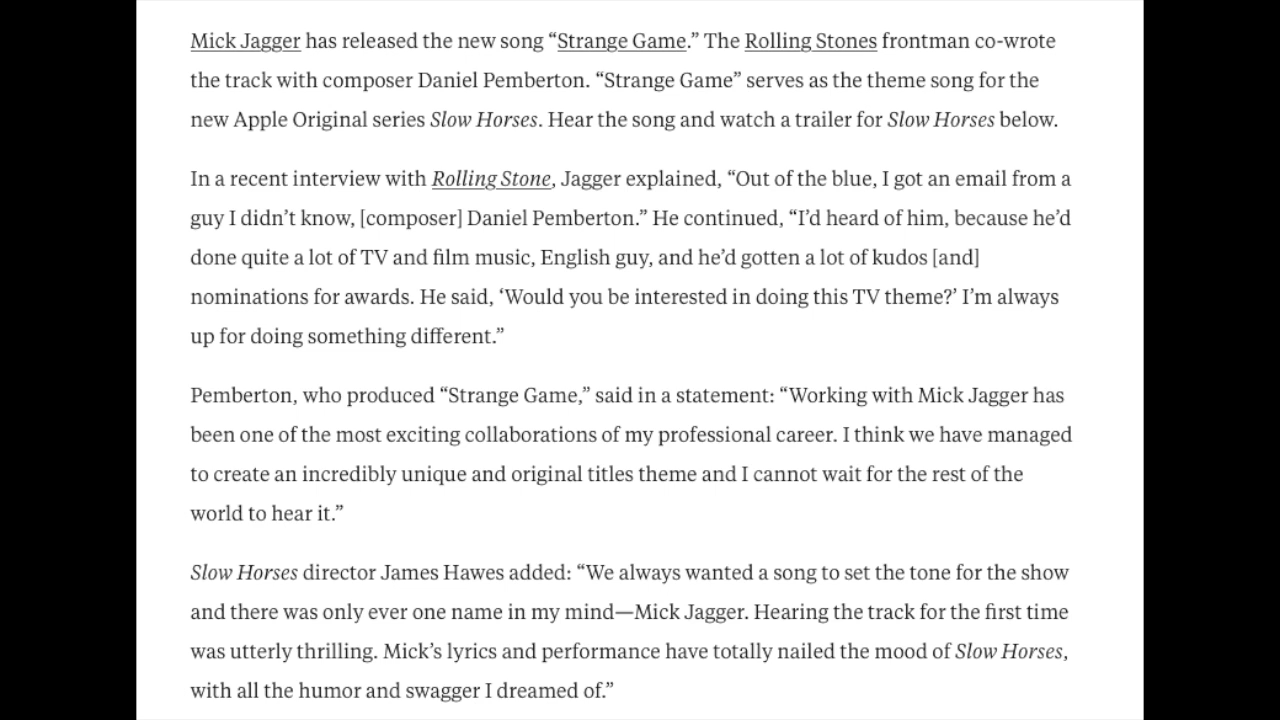 Mick Jagger has released the new song “Strange Game.” The Rolling Stones frontman co-wrote
the track with composer Daniel Pemberton. “Strange Game” serves as the theme song for the
new Apple Original series Slow Horses. Hear the song and watch a trailer for Slow Horses below.
In a recent interview with Rolling Stone, Jagger explained, “Out of the blue, I got an email from a
guy I didn’t know, [composer] Daniel Pemberton.” He continued, “I’d heard of him, because he’d
done quite a lot of TV and film music, English guy, and he’d gotten a lot of kudos [and]
nominations for awards. He said, ‘Would you be interested in doing this TV theme?’ I’m always
up for doing something different.”
Pemberton, who produced “Strange Game,” said in a statement: “Working with Mick Jagger has
been one of the most exciting collaborations of my professional career. I think we have managed
to create an incredibly unique and original titles theme and I cannot wait for the rest of the
world to hear it.”
Slow Horses director James Hawes added: “We always wanted a song to set the tone for the show
and there was only ever one name in my mind—Mick Jagger. Hearing the track for the first time
was utterly thrilling. Mick’s lyrics and performance have totally nailed the mood of Slow Horses,
with all the humor and swagger I dreamed of.”